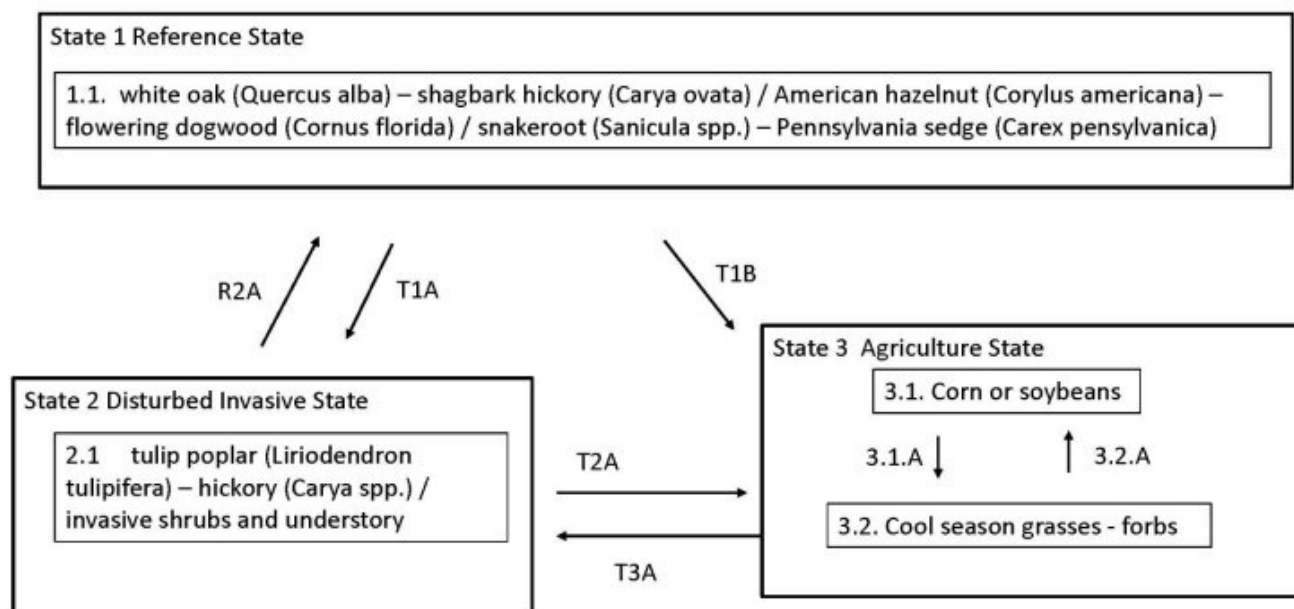 State 1 Reference State
1.1. white oak (Quercus alba) – shagbark hickory (Carya ovata) / American hazelnut (Corylus americana) –
flowering dogwood (Cornus florida) / snakeroot (Sanicula spp.) – Pennsylvania sedge (Carex pensylvanica)
R2A
T1A
T1B
State 3 Agriculture State
3.1. Corn or soybeans
3.1.A
3.2.A
3.2. Cool season grasses - forbs
State 2 Disturbed Invasive State
2.1 tulip poplar (Liriodendron
tulipifera) – hickory (Carya spp.) /
invasive shrubs and understory
T2A
T3A